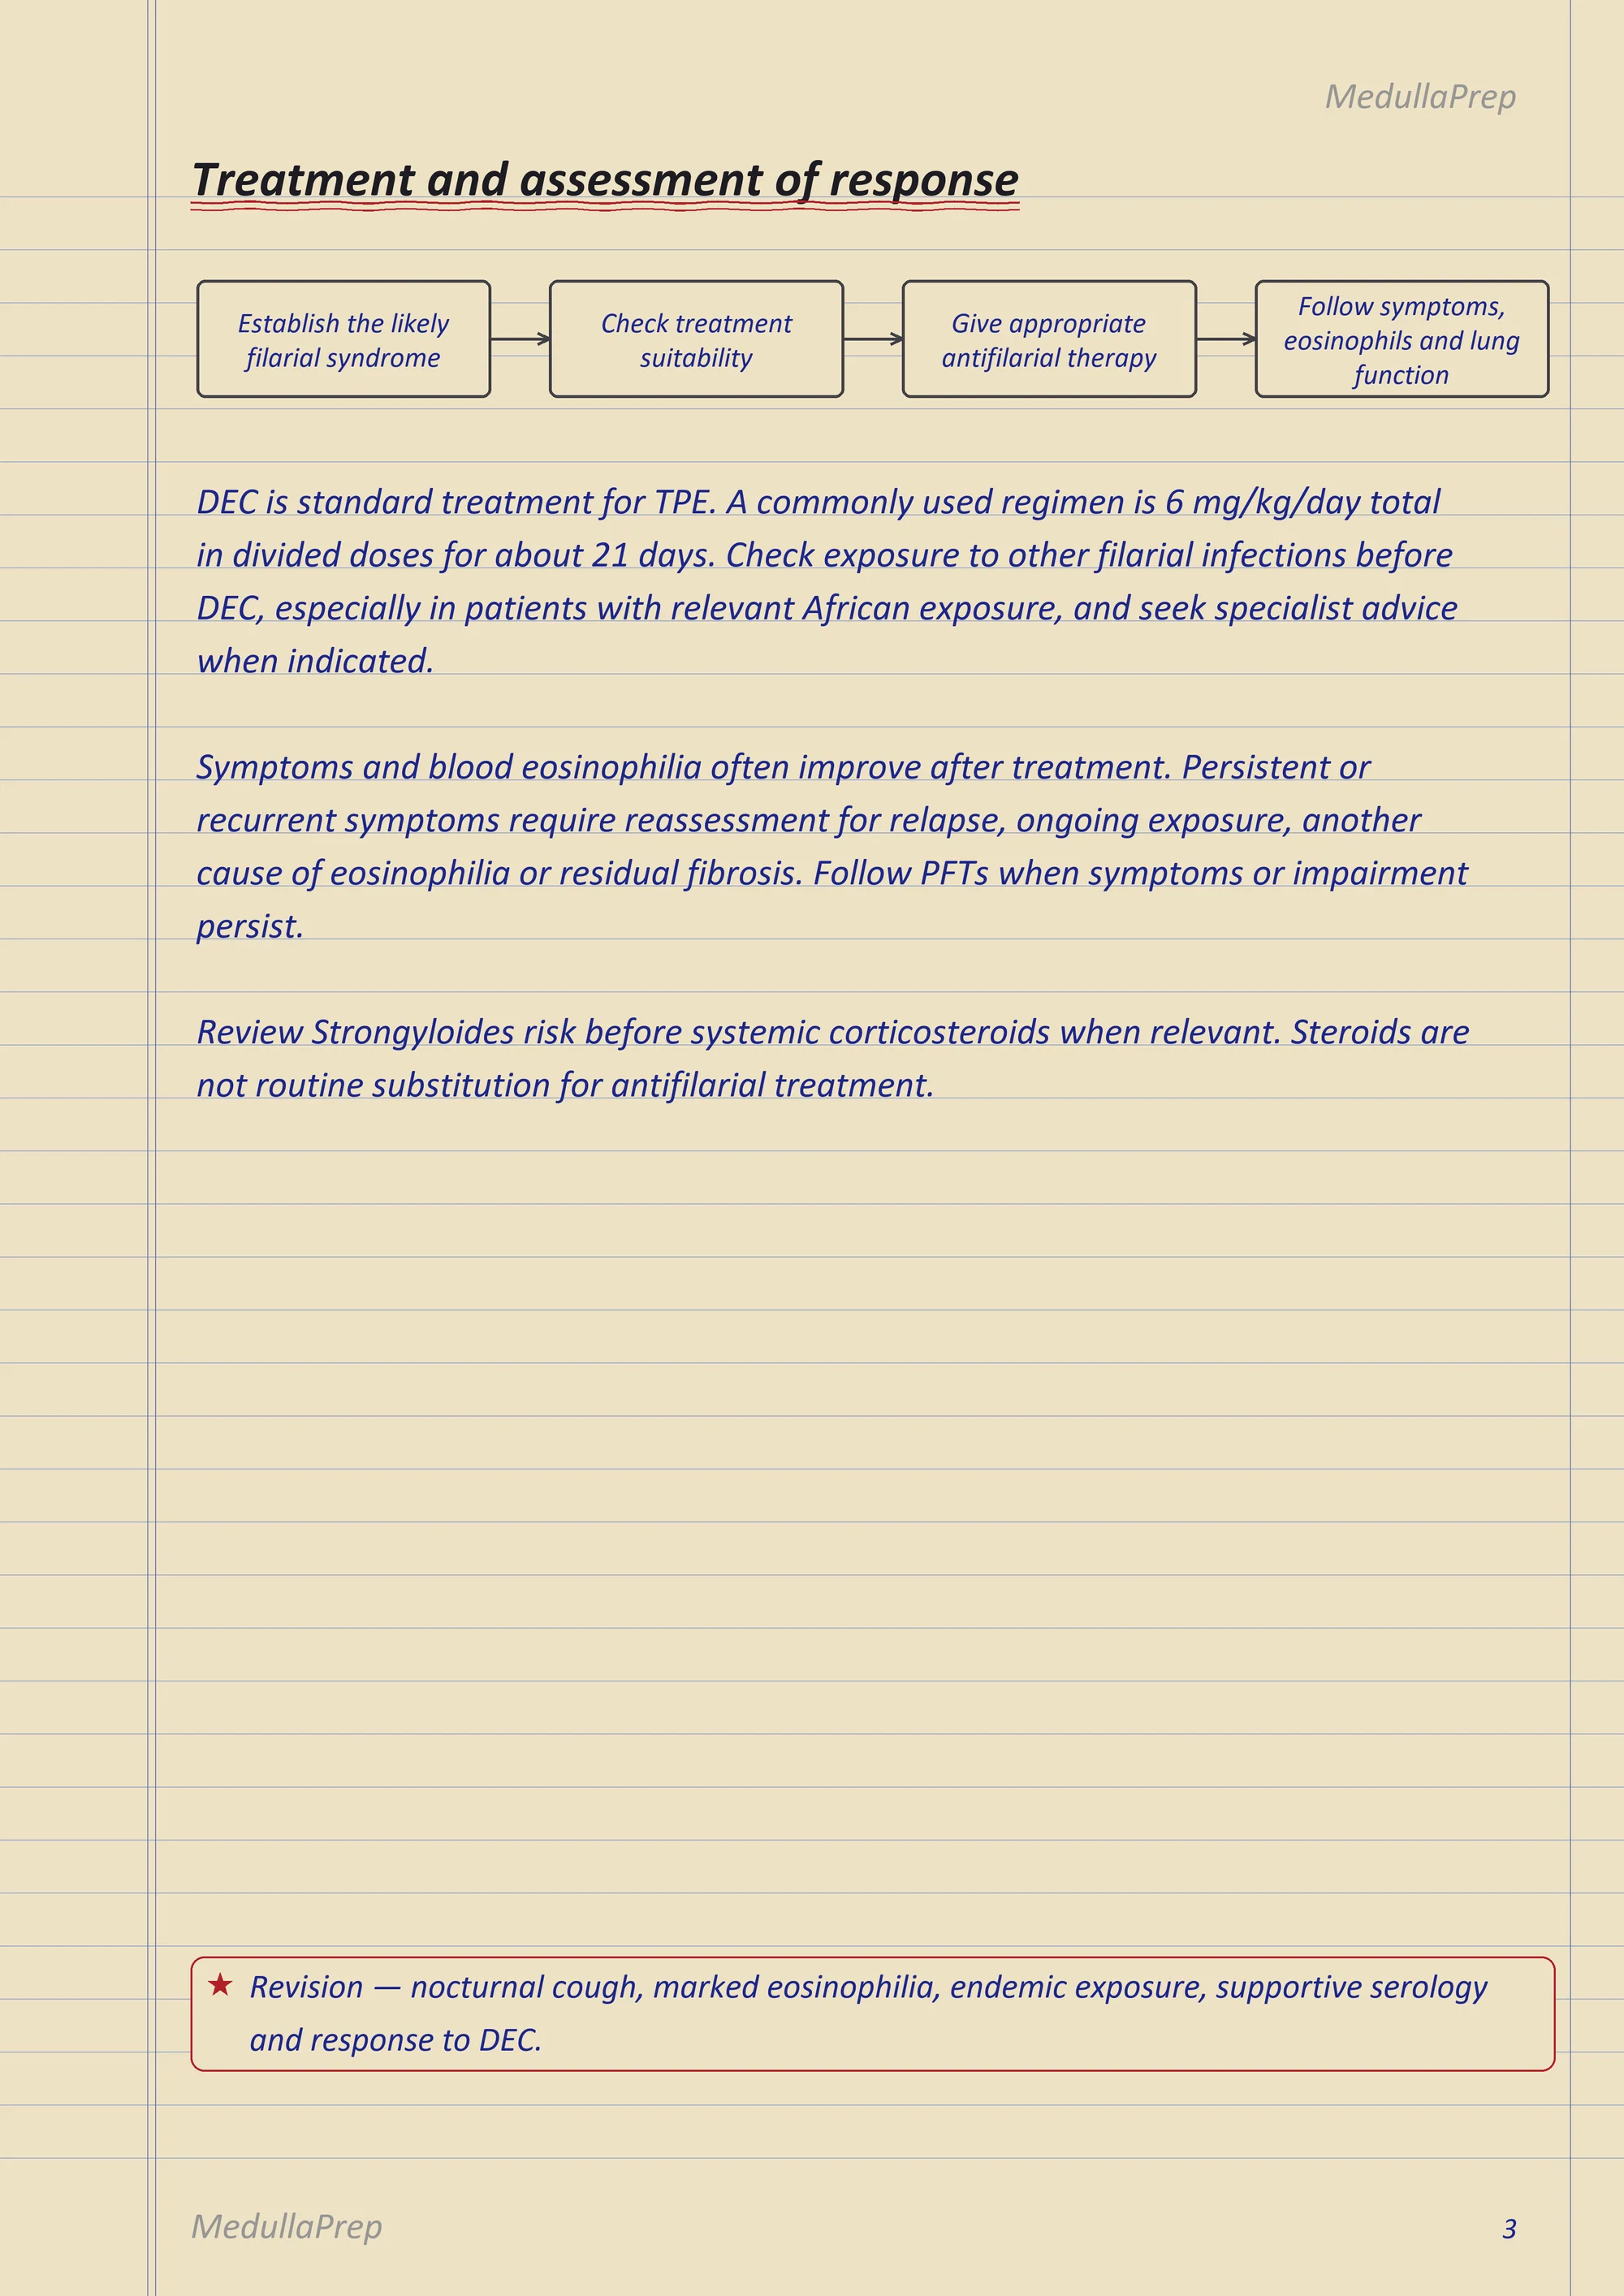 MedullaPrep
Treatment and assessment of response
Establish the likely
filarial syndrome
Check treatment
suitability
Give appropriate
antifilarial therapy
Follow symptoms,
eosinophils and lung
function
DEC is standard treatment for TPE. A commonly used regimen is 6 mg/kg/day total
in divided doses for about 21 days. Check exposure to other filarial infections before
DEC, especially in patients with relevant African exposure, and seek specialist advice
when indicated.
Symptoms and blood eosinophilia often improve after treatment. Persistent or
recurrent symptoms require reassessment for relapse, ongoing exposure, another
cause of eosinophilia or residual fibrosis. Follow PFTs when symptoms or impairment
persist.
Review Strongyloides risk before systemic corticosteroids when relevant. Steroids are
not routine substitution for antifilarial treatment.
★ Revision — nocturnal cough, marked eosinophilia, endemic exposure, supportive serology
and response to DEC.
MedullaPrep
3